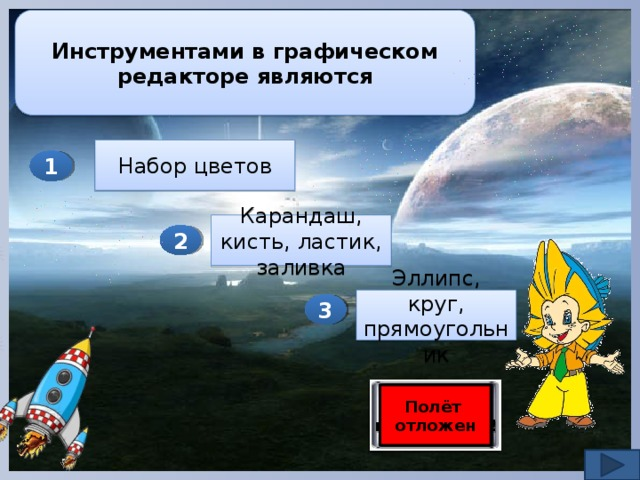 Инструментами в графическом
редакторе являются
1
Набор цветов
2
Карандаш,
кисть, ластик,
заливка
3
Эллипс,
круг,
прямоугольн
ик
Полёт
отложен